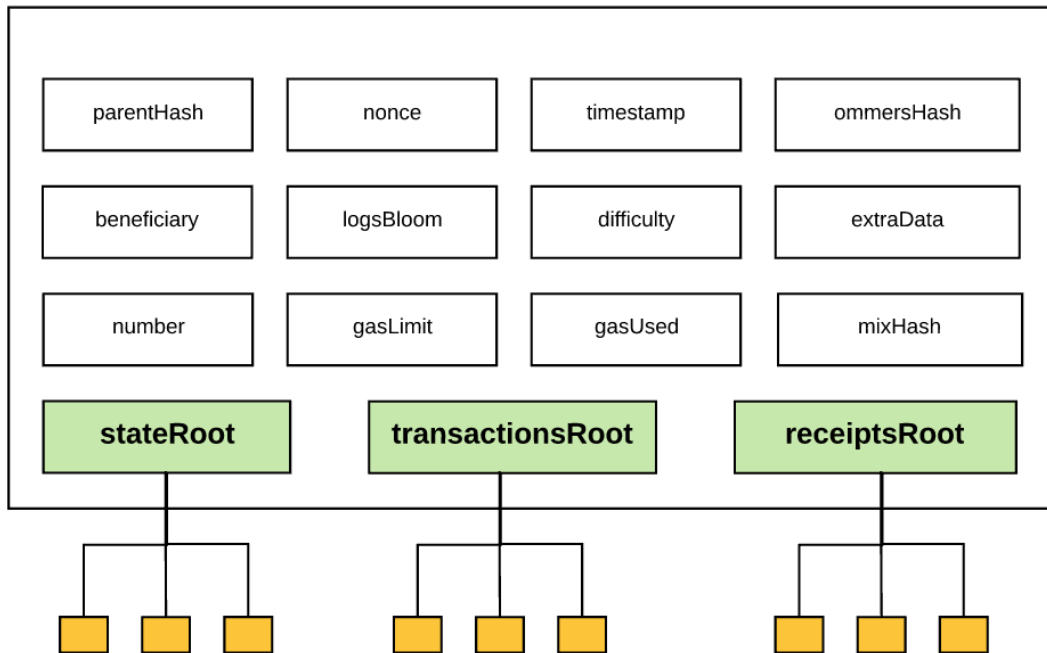 parentHash
nonce
timestamp
ommersHash
beneficiary
logsBloom
difficulty
extraData
number
gasLimit
gasUsed
mixHash
stateRoot
transactionsRoot
receiptsRoot